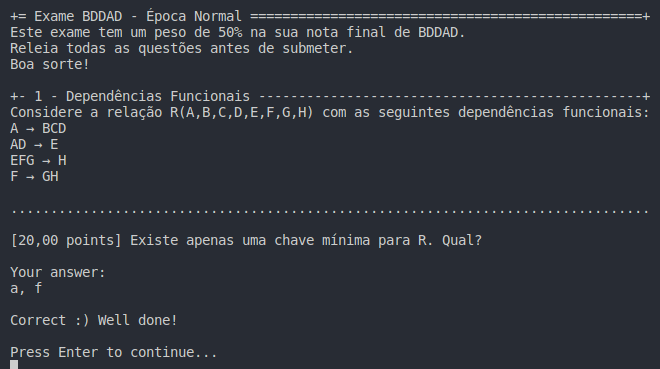 += Exame BDDAD - Época Normal =================================================+
Este exame tem um peso de 50% na sua nota final de BDDAD.
Releia todas as questões antes de submeter.
Boa sorte!
+- 1 - Dependências Funcionais ------------------------------------------------+
Considere a relação R(A,B,C,D,E,F,G,H) com as seguintes dependências funcionais:
A → BCD
AD → E
EFG → H
F → GH
................................................................................
[20,00 points] Existe apenas uma chave mínima para R. Qual?
Your answer:
a, f
Correct :) Well done!
Press Enter to continue...